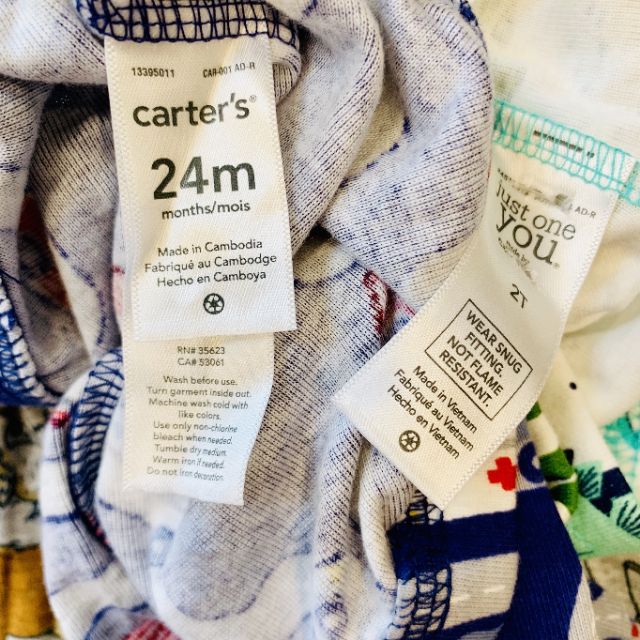 13395011 CAR-001 AD-R
carter's®
24m
months/mois
Made in Cambodia
Fabriqué au Cambodge
Hecho en Camboya
RN# 35623
CA# 53061
Wash before use.
Turn garment inside out.
Machine wash cold with
like colors.
Use only non-chlorine
bleach when needed.
Tumble dry medium.
Warm iron if needed.
Do not iron decoration.
AD-R
just one
you
2T
WEAR SNUG
FITTING.
NOT FLAME
RESISTANT.
Made in Vietnam
Fabriqué au Vietnam
Hecho en Vietnam